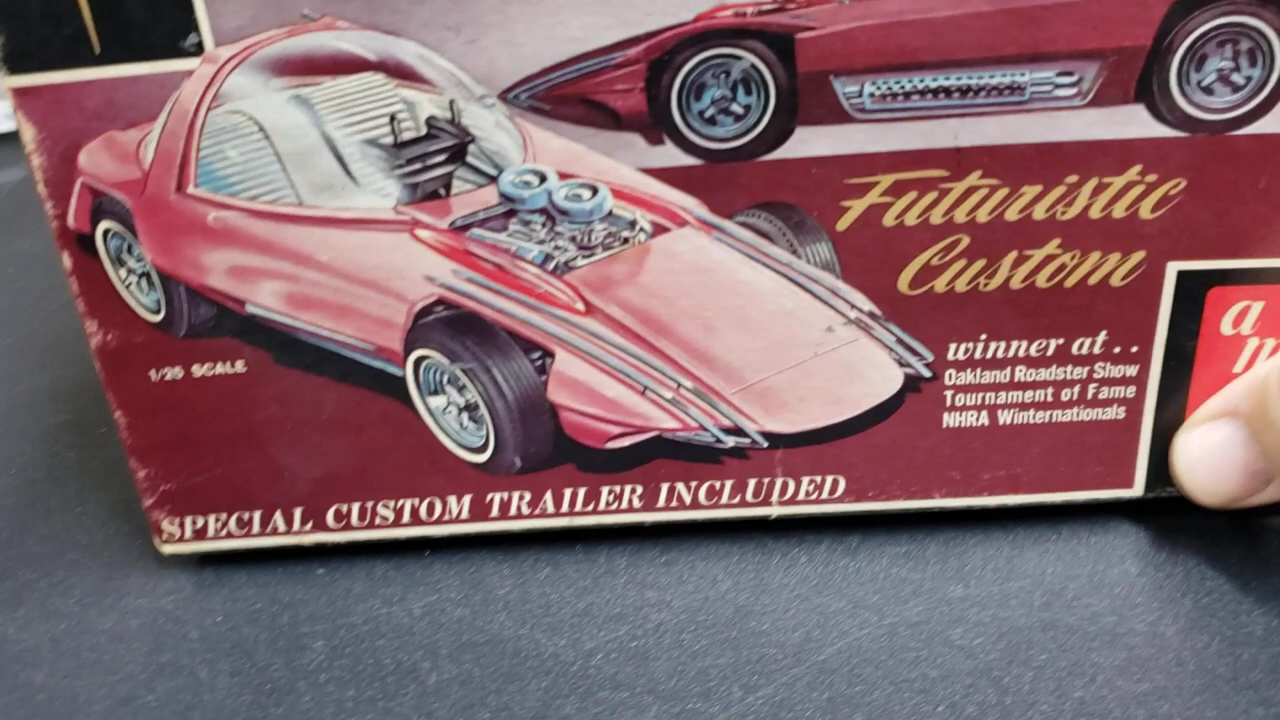 Futuristic
Custom
a
m
winner at..
Oakland Roadster Show
Tournament of Fame
NHRA Winternationals
1/25 SCALE
SPECIAL CUSTOM TRAILER INCLUDED